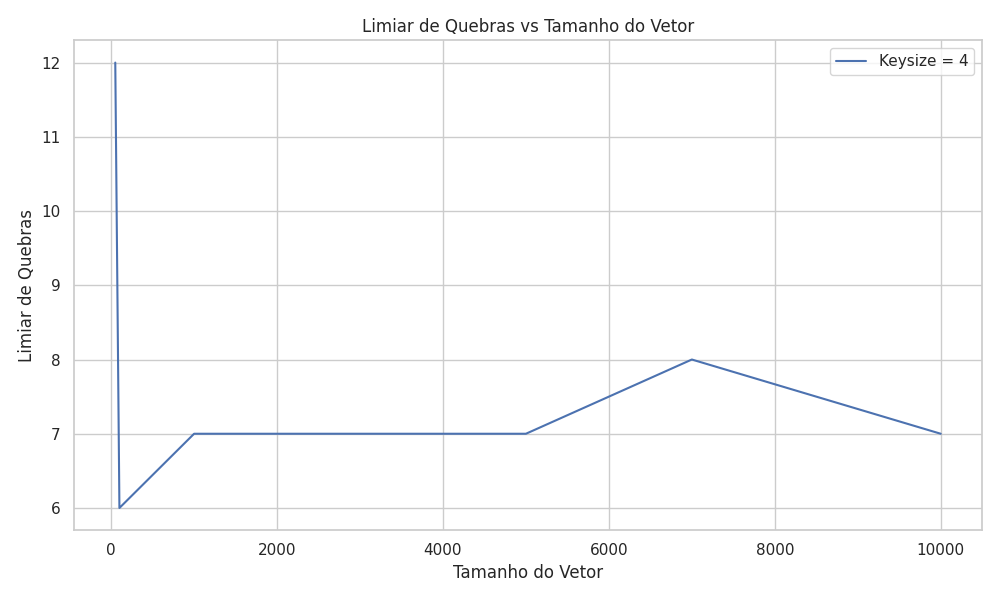 Limiar de Quebras vs Tamanho do Vetor
Keysize = 4
Limiar de Quebras
12
11
10
9
8
7
6
0 2000 4000 6000 8000 10000
Tamanho do Vetor